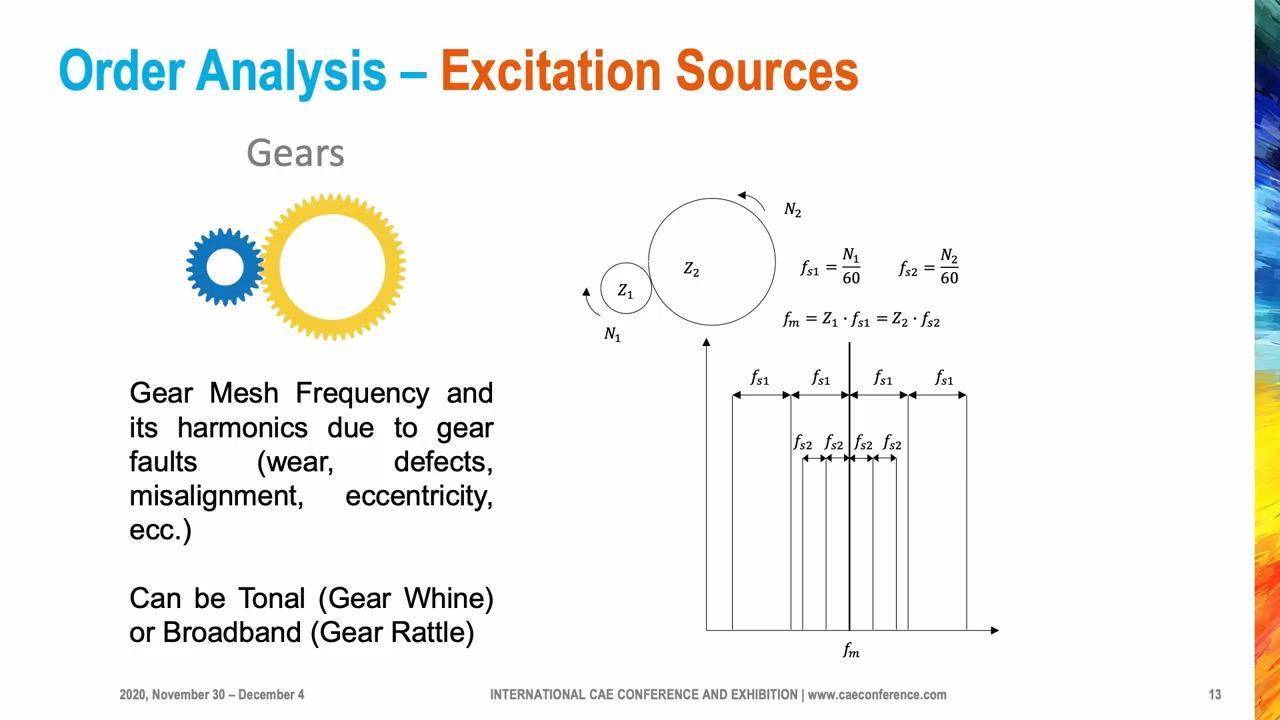 Order Analysis – Excitation Sources
Gears
Gear Mesh Frequency and
its harmonics due to gear
faults (wear, defects,
misalignment, eccentricity,
ecc.)
Can be Tonal (Gear Whine)
or Broadband (Gear Rattle)
N₂
Z₂
Z₁
N₁
fₛ₁ = N₁/60 fₛ₂ = N₂/60
fₘ = Z₁ · fₛ₁ = Z₂ · fₛ₂
fₛ₁ fₛ₁ fₛ₁ fₛ₁
fₛ₂ fₛ₂ fₛ₂ fₛ₂
fₘ
2020, November 30 – December 4
INTERNATIONAL CAE CONFERENCE AND EXHIBITION | www.caeconference.com
13